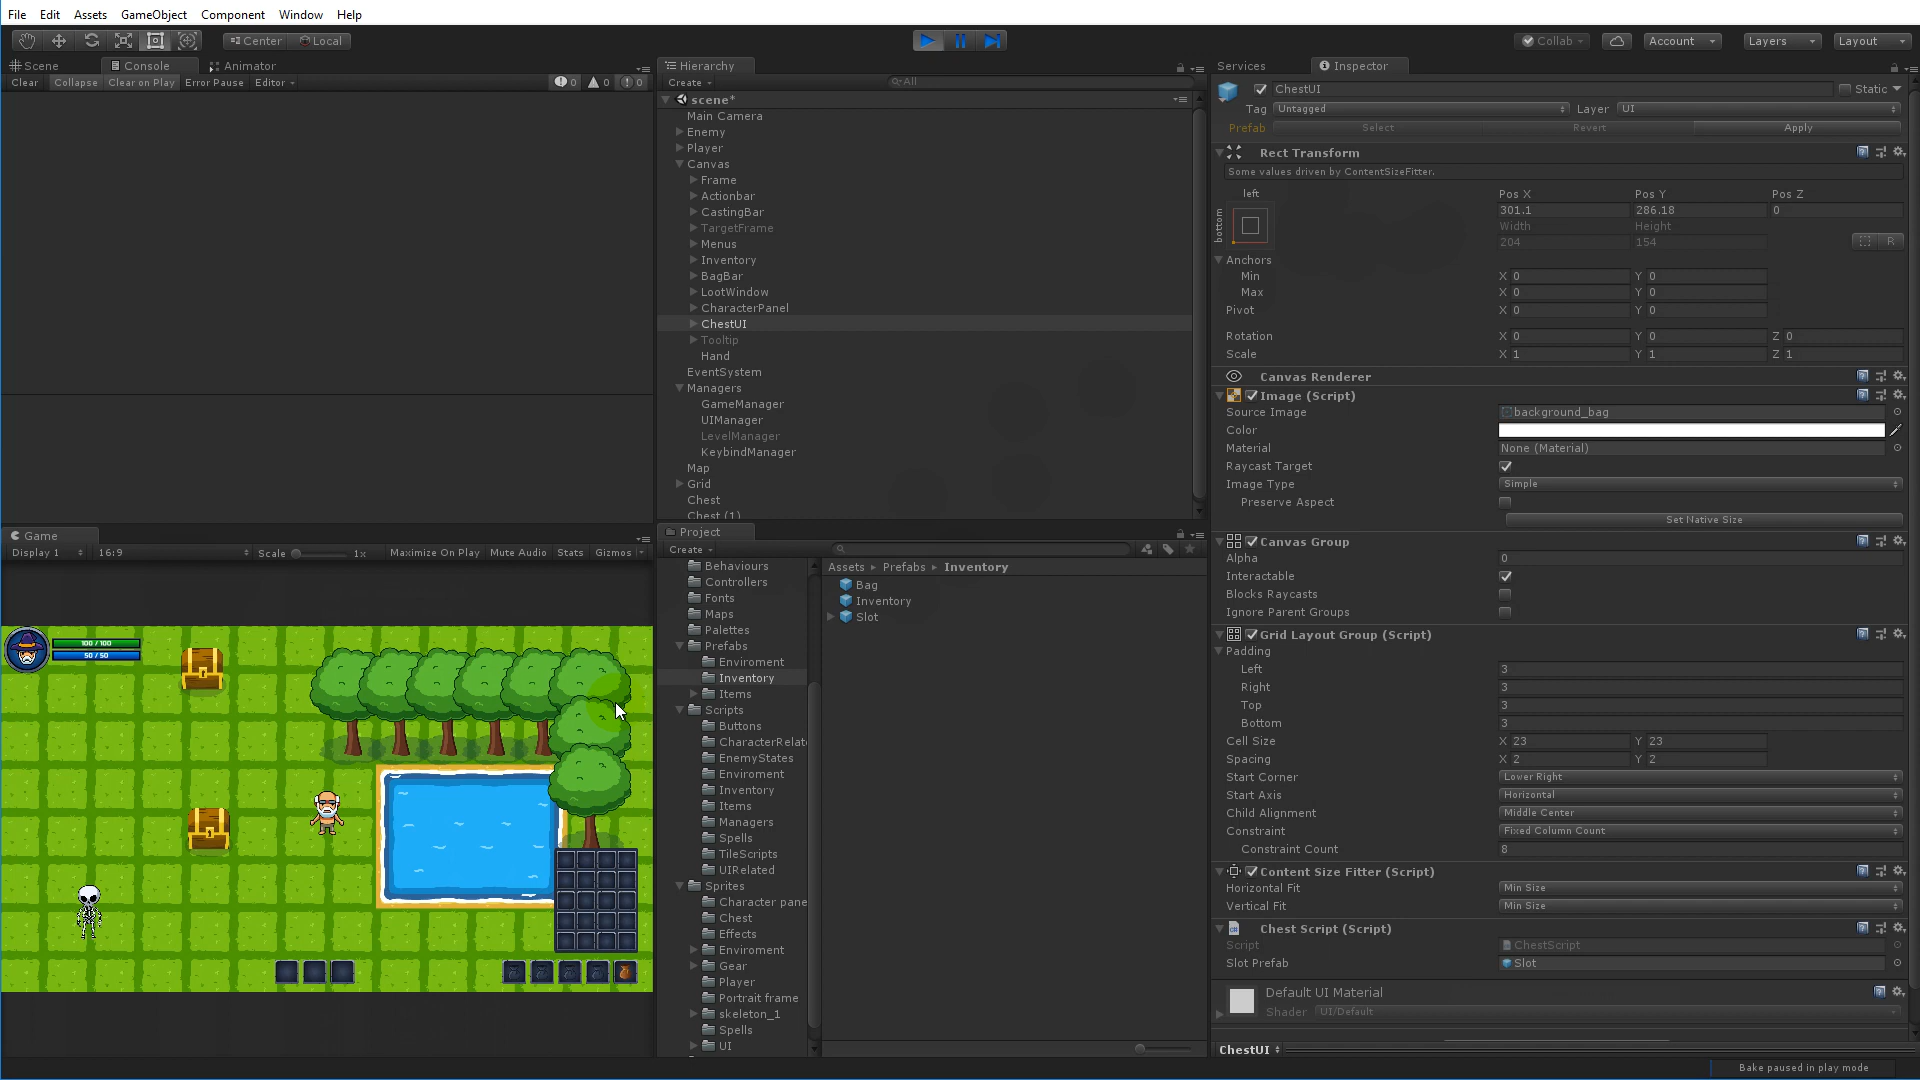 File Edit Assets GameObject Component Window Help
Center Local
Collab Account Layers Layout
Scene Console Animator
Clear Collapse Clear on Play Error Pause Editor 0 0 0
Hierarchy
Create All
scene*
Main Camera
Enemy
Player
Canvas
Frame
Actionbar
CastingBar
TargetFrame
Menus
Inventory
BagBar
LootWindow
CharacterPanel
ChestUI
Tooltip
Hand
EventSystem
Managers
GameManager
UIManager
LevelManager
KeybindManager
Map
Grid
Chest
Chest (1)
Game
Display 1 16:9 Scale 1x Maximize On Play Mute Audio Stats Gizmos
100 / 100
50 / 50
Project
Create
Behaviours
Controllers
Fonts
Maps
Palettes
Prefabs
Enviroment
Inventory
Items
Scripts
Buttons
CharacterRelat
EnemyStates
Enviroment
Inventory
Items
Managers
Spells
TileScripts
UIRelated
Sprites
Character pane
Chest
Effects
Enviroment
Gear
Player
Portrait frame
skeleton_1
Spells
UI
Assets Prefabs Inventory
Bag
Inventory
Slot
Services Inspector
ChestUI Static
Tag Untagged Layer UI
Prefab Select Revert Apply
Rect Transform
Some values driven by ContentSizeFitter.
left
bottom
Pos X Pos Y Pos Z
301.1 286.18 0
Width Height
204 154 R
Anchors
Min X 0 Y 0
Max X 0 Y 0
Pivot X 0 Y 0
Rotation X 0 Y 0 Z 0
Scale X 1 Y 1 Z 1
Canvas Renderer
Image (Script)
Source Image background_bag
Color
Material None (Material)
Raycast Target
Image Type Simple
Preserve Aspect
Set Native Size
Canvas Group
Alpha 0
Interactable
Blocks Raycasts
Ignore Parent Groups
Grid Layout Group (Script)
Padding
Left 3
Right 3
Top 3
Bottom 3
Cell Size X 23 Y 23
Spacing X 2 Y 2
Start Corner Lower Right
Start Axis Horizontal
Child Alignment Middle Center
Constraint Fixed Column Count
Constraint Count 8
Content Size Fitter (Script)
Horizontal Fit Min Size
Vertical Fit Min Size
Chest Script (Script)
Script ChestScript
Slot Prefab Slot
Default UI Material
Shader UI/Default
ChestUI
Bake paused in play mode